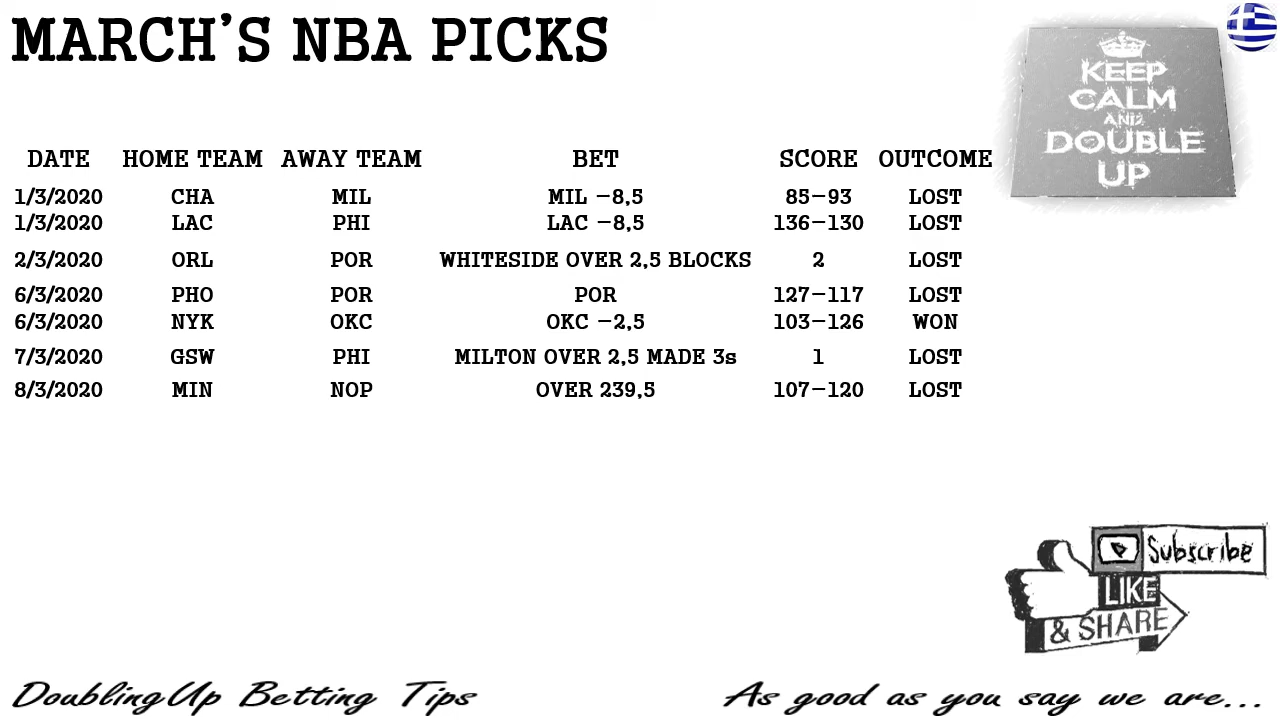 MARCH'S NBA PICKS
KEEP
CALM
AND
DOUBLE
UP
DATE HOME TEAM AWAY TEAM BET SCORE OUTCOME
1/3/2020 CHA MIL MIL -8,5 85-93 LOST
1/3/2020 LAC PHI LAC -8,5 136-130 LOST
2/3/2020 ORL POR WHITESIDE OVER 2,5 BLOCKS 2 LOST
6/3/2020 PHO POR POR 127-117 LOST
6/3/2020 NYK OKC OKC -2,5 103-126 WON
7/3/2020 GSW PHI MILTON OVER 2,5 MADE 3s 1 LOST
8/3/2020 MIN NOP OVER 239,5 107-120 LOST
Subscribe
LIKE
& SHARE
DoublingUp Betting Tips As good as you say we are...